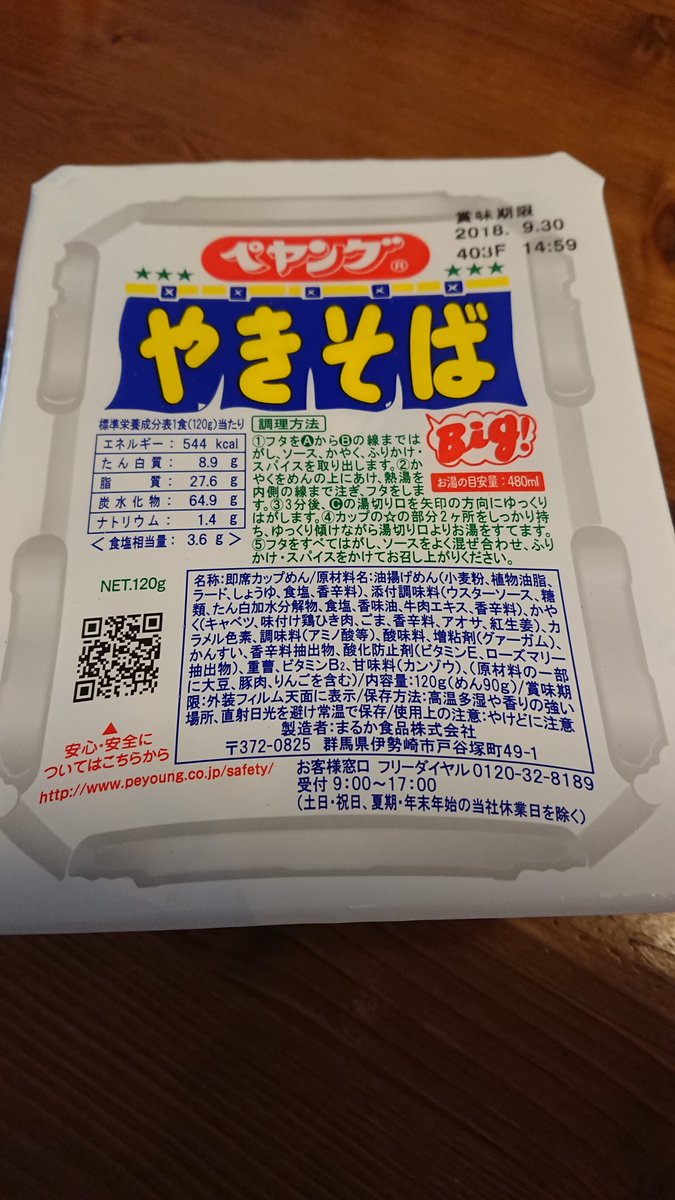 賞味期限
2018. 9.30
403F 14:59
ペヤング®
★★★ ★★★
やきそば
Big!
お湯の目安量:480ml
標準栄養成分表1食(120g)当たり
エネルギー: 544 kcal
たん白質: 8.9 g
脂質: 27.6 g
炭水化物: 64.9 g
ナトリウム: 1.4 g
<食塩相当量: 3.6 g>
調理方法
①フタをⒶからⒷの線まではがし、ソース、かやく、ふりかけ・
スパイスを取り出します。②か
やくをめんの上にあけ、熱湯を
内側の線まで注ぎ、フタをしま
す。③3分後、Ⓒの湯切り口を矢印の方向にゆっくり
はがします。④カップの☆の部分2ヶ所をしっかり持
ち、ゆっくり傾けながら湯切り口よりお湯をすてます。
⑤フタをすべてはがし、ソースをよく混ぜ合わせ、ふり
かけ・スパイスをかけてお召し上がりください。
NET.120g
名称:即席カップめん/原材料名:油揚げめん(小麦粉、植物油脂、
ラード、しょうゆ、食塩、香辛料)、添付調味料(ウスターソース、糖
類、たん白加水分解物、食塩、香味油、牛肉エキス、香辛料)、かや
く(キャベツ、味付け鶏ひき肉、ごま、香辛料、アオサ、紅生姜)、カ
ラメル色素、調味料(アミノ酸等)、酸味料、増粘剤(グァーガム)、
かんすい、香辛料抽出物、酸化防止剤(ビタミンE、ローズマリー
抽出物)、重曹、ビタミンB₂、甘味料(カンゾウ)、(原材料の一部
に大豆、豚肉、りんごを含む)/内容量:120g(めん90g)/賞味期
限:外装フィルム天面に表示/保存方法:高温多湿や香りの強い
場所、直射日光を避け常温で保存/使用上の注意:やけどに注意
製造者:まるか食品株式会社
〒372-0825 群馬県伊勢崎市戸谷塚町49-1
安心・安全に
ついてはこちらから
http://www.peyoung.co.jp/safety/
お客様窓口 フリーダイヤル0120-32-8189
受付 9:00～17:00
(土日・祝日、夏期・年末年始の当社休業日を除く)